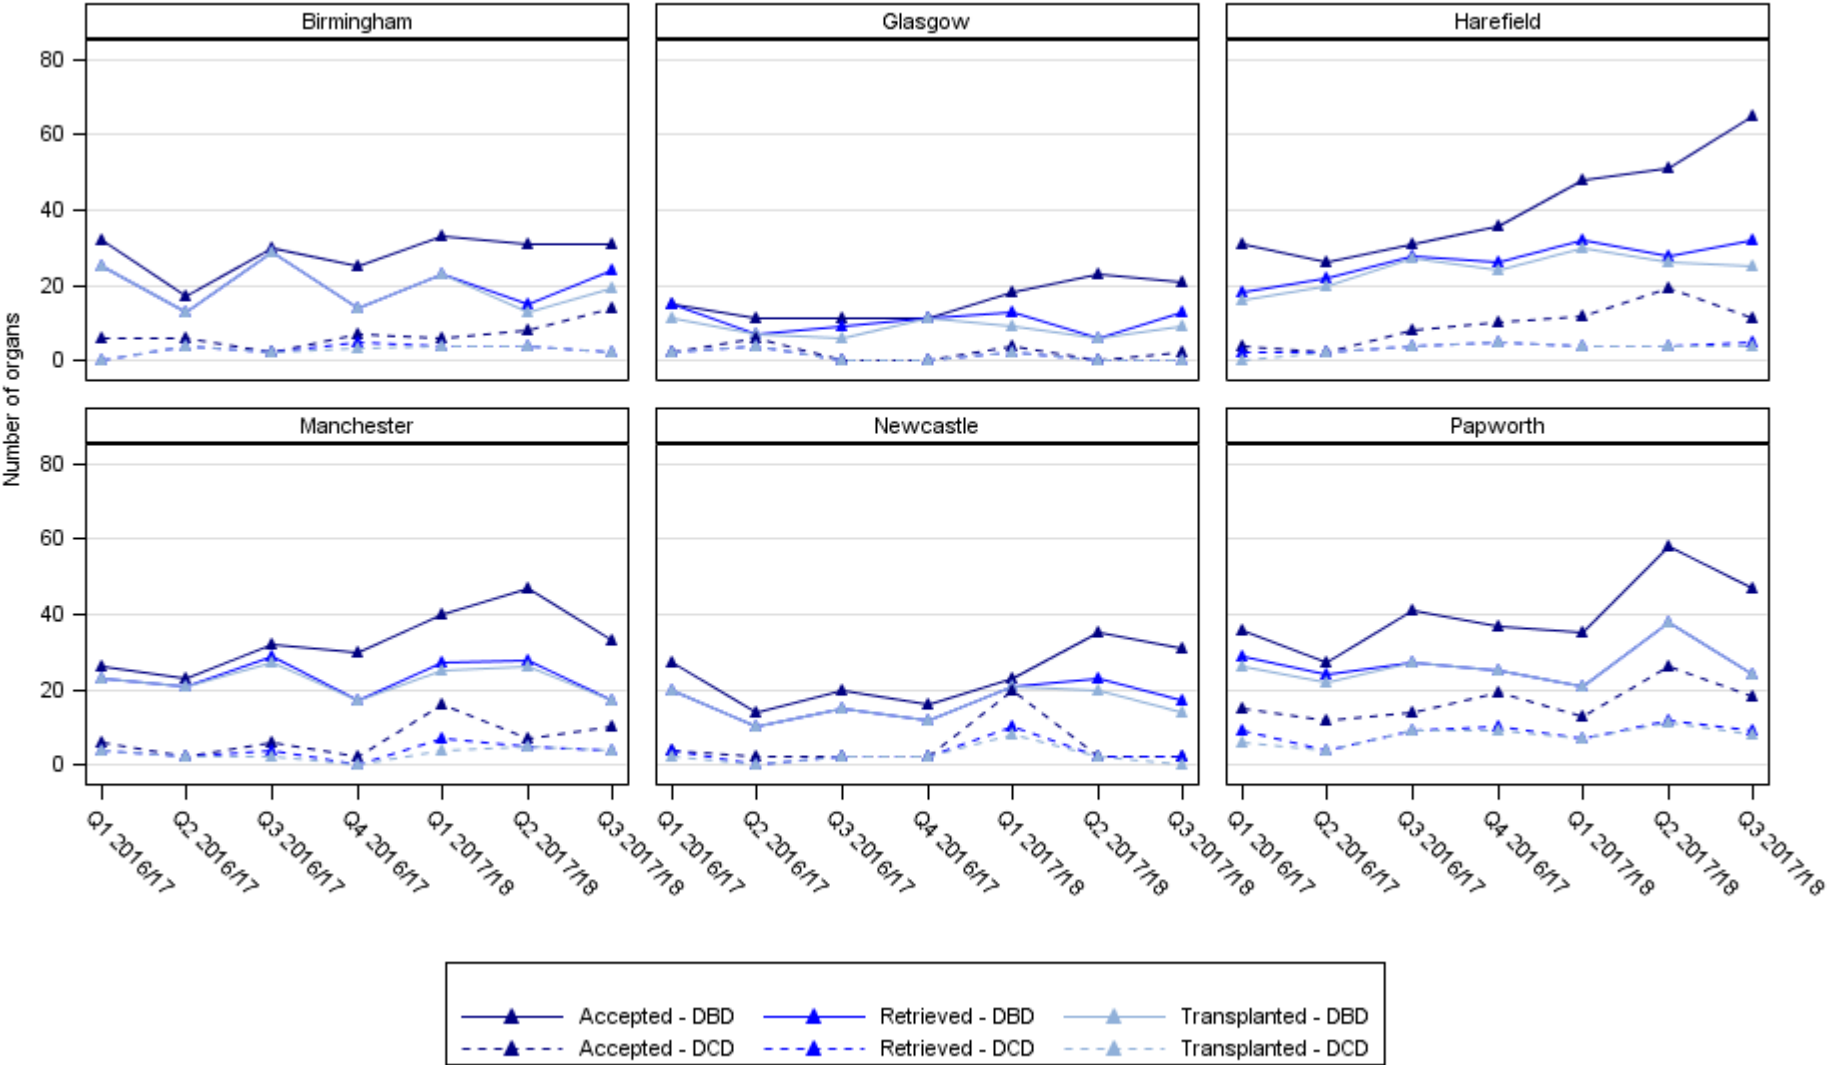 Birmingham
Glasgow
Harefield
80
60
40
20
0
Number of organs
Manchester
Newcastle
Papworth
80
60
40
20
0
Q1 2016/17
Q2 2016/17
Q3 2016/17
Q4 2016/17
Q1 2017/18
Q2 2017/18
Q3 2017/18
Q1 2016/17
Q2 2016/17
Q3 2016/17
Q4 2016/17
Q1 2017/18
Q2 2017/18
Q3 2017/18
Q1 2016/17
Q2 2016/17
Q3 2016/17
Q4 2016/17
Q1 2017/18
Q2 2017/18
Q3 2017/18
Accepted - DBD
Retrieved - DBD
Transplanted - DBD
Accepted - DCD
Retrieved - DCD
Transplanted - DCD